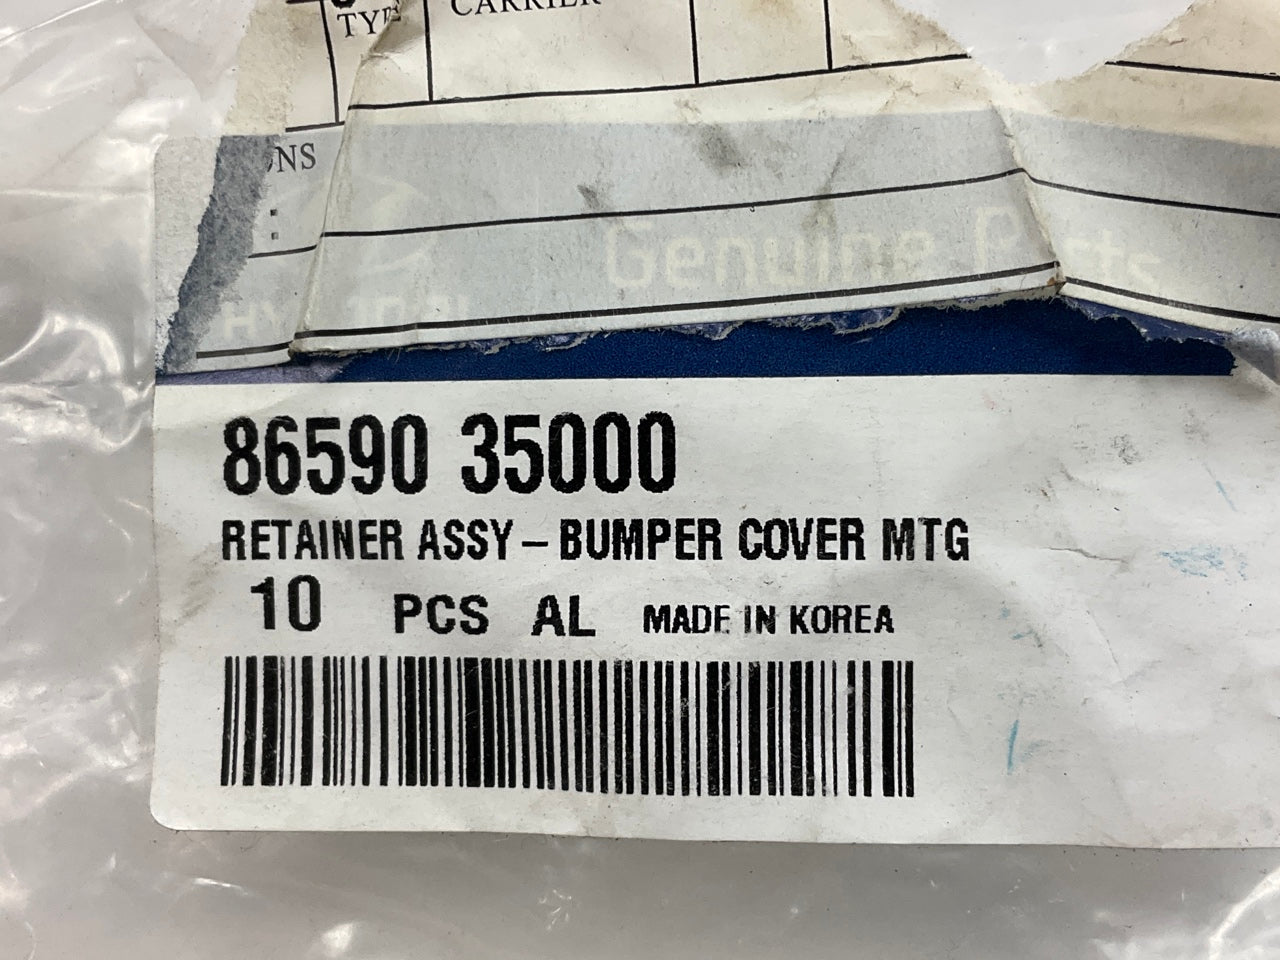 TYPE CARRIER
NS
:
Genuine Parts
86590 35000
RETAINER ASSY – BUMPER COVER MTG
10 PCS AL MADE IN KOREA